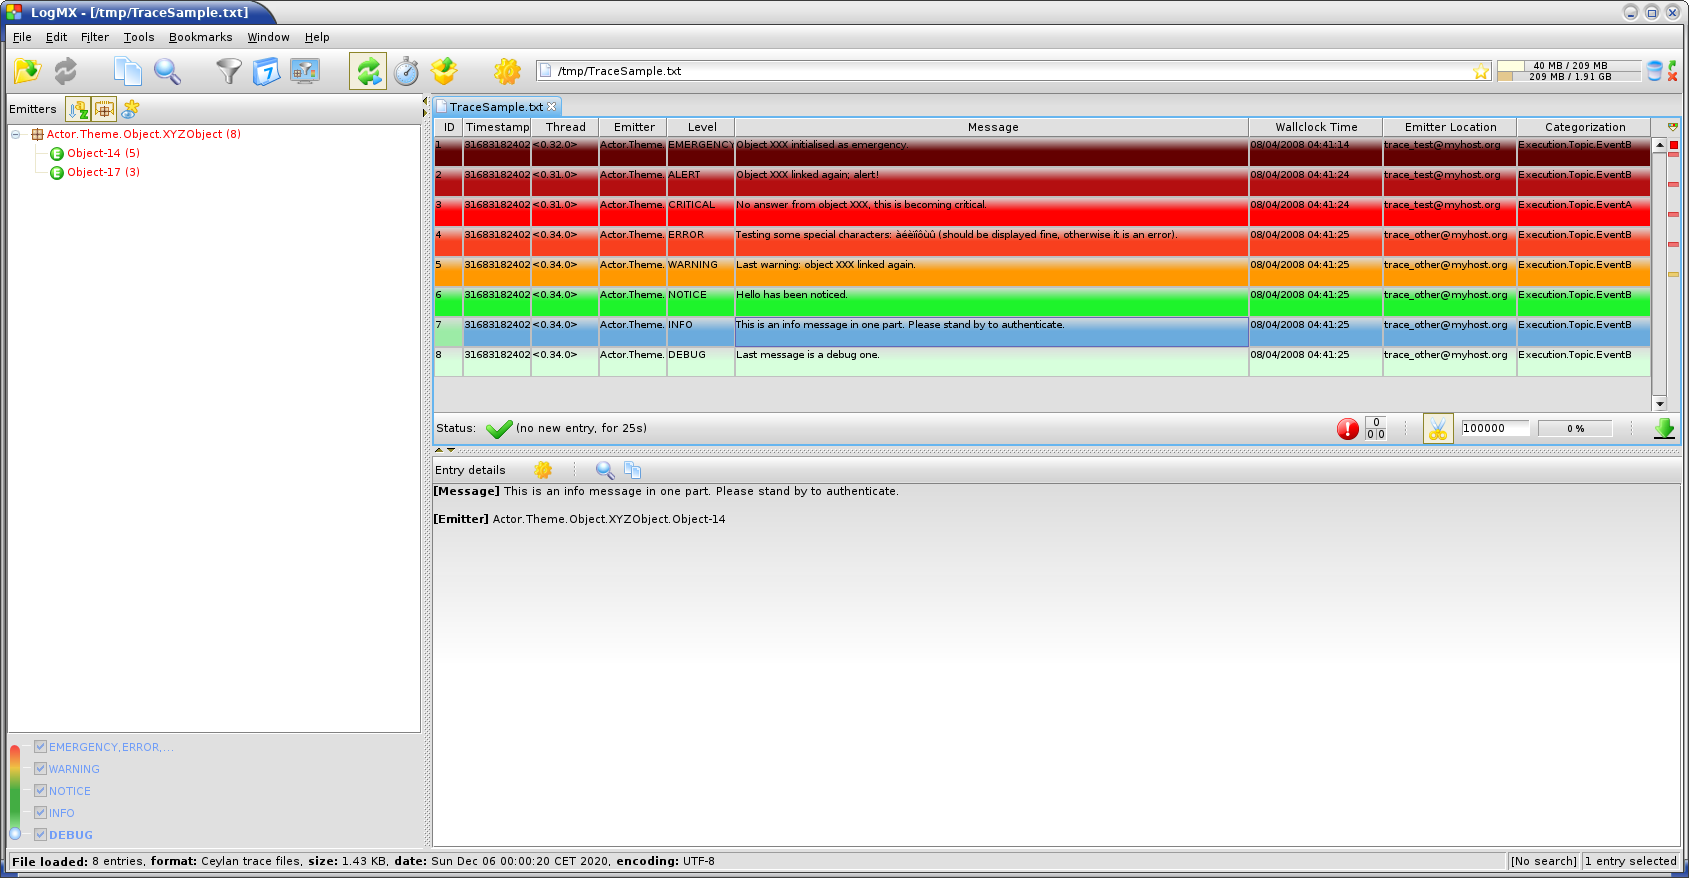 LogMX - [/tmp/TraceSample.txt]
File Edit Filter Tools Bookmarks Window Help
/tmp/TraceSample.txt
40 MB / 209 MB
209 MB / 1.91 GB
Emitters
Actor.Theme.Object.XYZObject (8)
Object-14 (5)
Object-17 (3)
EMERGENCY,ERROR,...
WARNING
NOTICE
INFO
DEBUG
TraceSample.txt
ID Timestamp Thread Emitter Level Message Wallclock Time Emitter Location Categorization
1 31683182402 <0.32.0> Actor.Theme. EMERGENCY Object XXX initialised as emergency. 08/04/2008 04:41:14 trace_test@myhost.org Execution.Topic.EventB
2 31683182402 <0.31.0> Actor.Theme. ALERT Object XXX linked again; alert! 08/04/2008 04:41:24 trace_test@myhost.org Execution.Topic.EventB
3 31683182402 <0.31.0> Actor.Theme. CRITICAL No answer from object XXX, this is becoming critical. 08/04/2008 04:41:24 trace_test@myhost.org Execution.Topic.EventA
4 31683182402 <0.34.0> Actor.Theme. ERROR Testing some special characters: àéèïîôùû (should be displayed fine, otherwise it is an error). 08/04/2008 04:41:25 trace_other@myhost.org Execution.Topic.EventB
5 31683182402 <0.34.0> Actor.Theme. WARNING Last warning: object XXX linked again. 08/04/2008 04:41:25 trace_other@myhost.org Execution.Topic.EventB
6 31683182402 <0.34.0> Actor.Theme. NOTICE Hello has been noticed. 08/04/2008 04:41:25 trace_other@myhost.org Execution.Topic.EventB
7 31683182402 <0.34.0> Actor.Theme. INFO This is an info message in one part. Please stand by to authenticate. 08/04/2008 04:41:25 trace_other@myhost.org Execution.Topic.EventB
8 31683182402 <0.34.0> Actor.Theme. DEBUG Last message is a debug one. 08/04/2008 04:41:25 trace_other@myhost.org Execution.Topic.EventB
Status: (no new entry, for 25s) 0 0 0 100000 0 %
Entry details
[Message] This is an info message in one part. Please stand by to authenticate.
[Emitter] Actor.Theme.Object.XYZObject.Object-14
File loaded: 8 entries, format: Ceylan trace files, size: 1.43 KB, date: Sun Dec 06 00:00:20 CET 2020, encoding: UTF-8 [No search] 1 entry selected